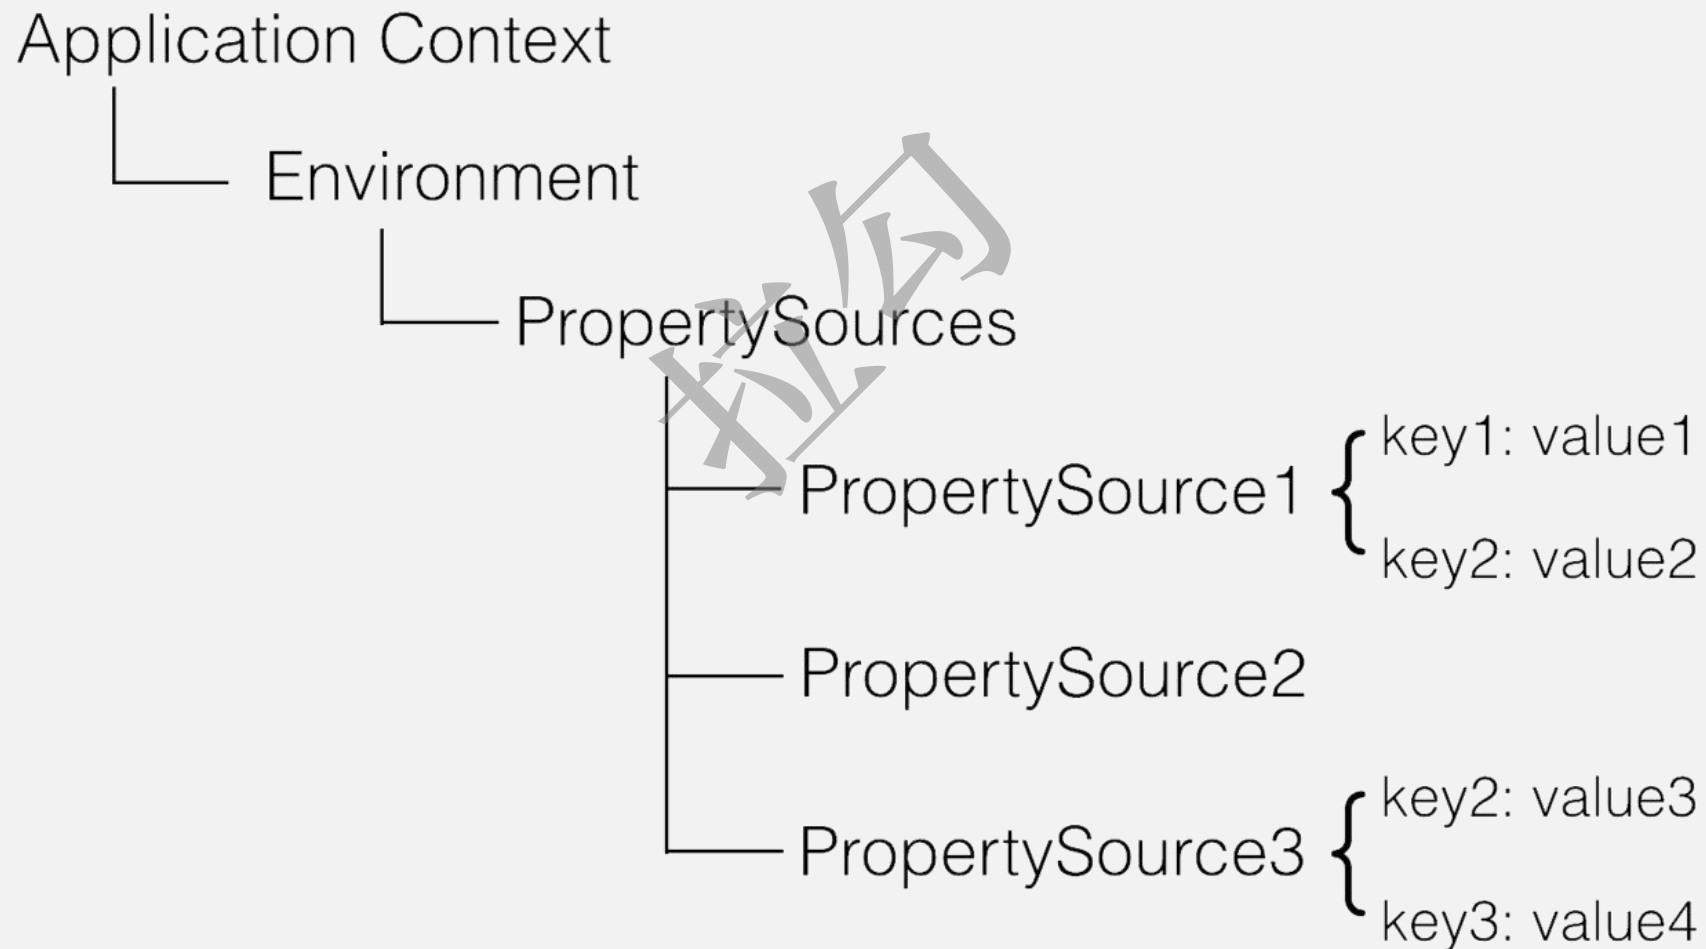 Application Context
Environment
拉勾
PropertySources
key1: value1
PropertySource1
key2: value2
PropertySource2
key2: value3
PropertySource3
key3: value4